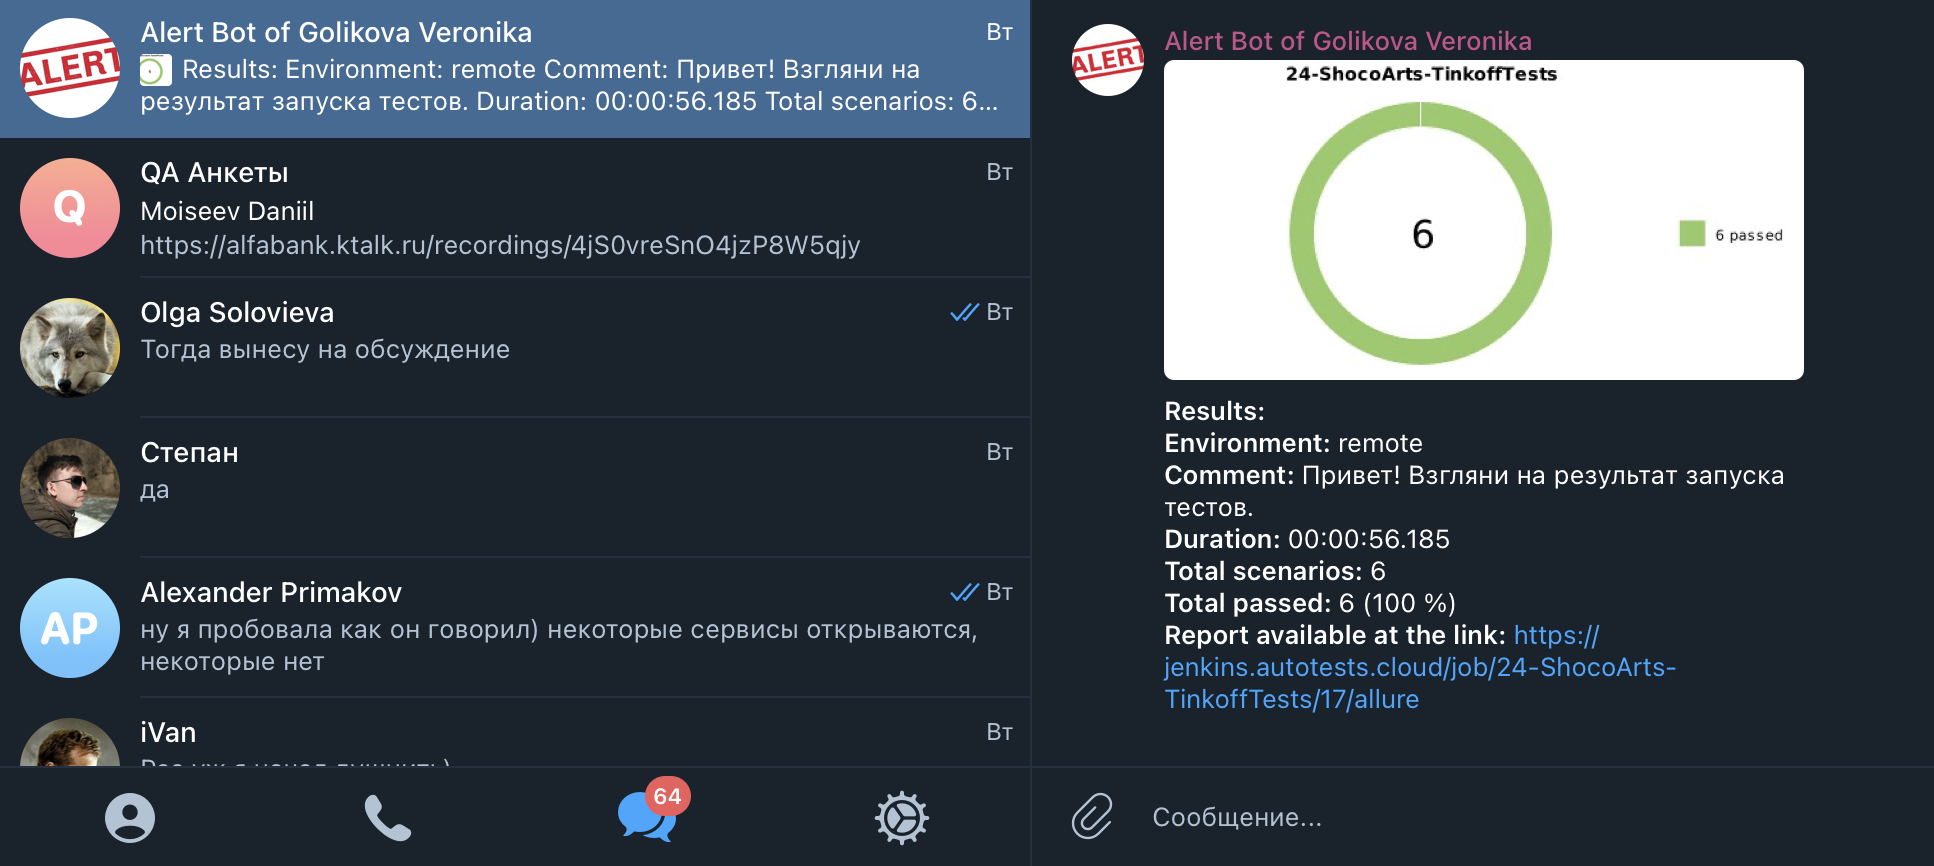 ALERT
Alert Bot of Golikova Veronika
Вт
Results: Environment: remote Comment: Привет! Взгляни на
результат запуска тестов. Duration: 00:00:56.185 Total scenarios: 6...
Q
QA Анкеты
Вт
Moiseev Daniil
https://alfabank.ktalk.ru/recordings/4jS0vreSnO4jzP8W5qjy
Olga Solovieva
Вт
Тогда вынесу на обсуждение
Степан
Вт
да
AP
Alexander Primakov
Вт
ну я пробовала как он говорил) некоторые сервисы открываются,
некоторые нет
iVan
Вт
64
ALERT
Alert Bot of Golikova Veronika
24-ShocoArts-TinkoffTests
6
6 passed
Results:
Environment: remote
Comment: Привет! Взгляни на результат запуска
тестов.
Duration: 00:00:56.185
Total scenarios: 6
Total passed: 6 (100 %)
Report available at the link: https://
jenkins.autotests.cloud/job/24-ShocoArts-
TinkoffTests/17/allure
Сообщение...